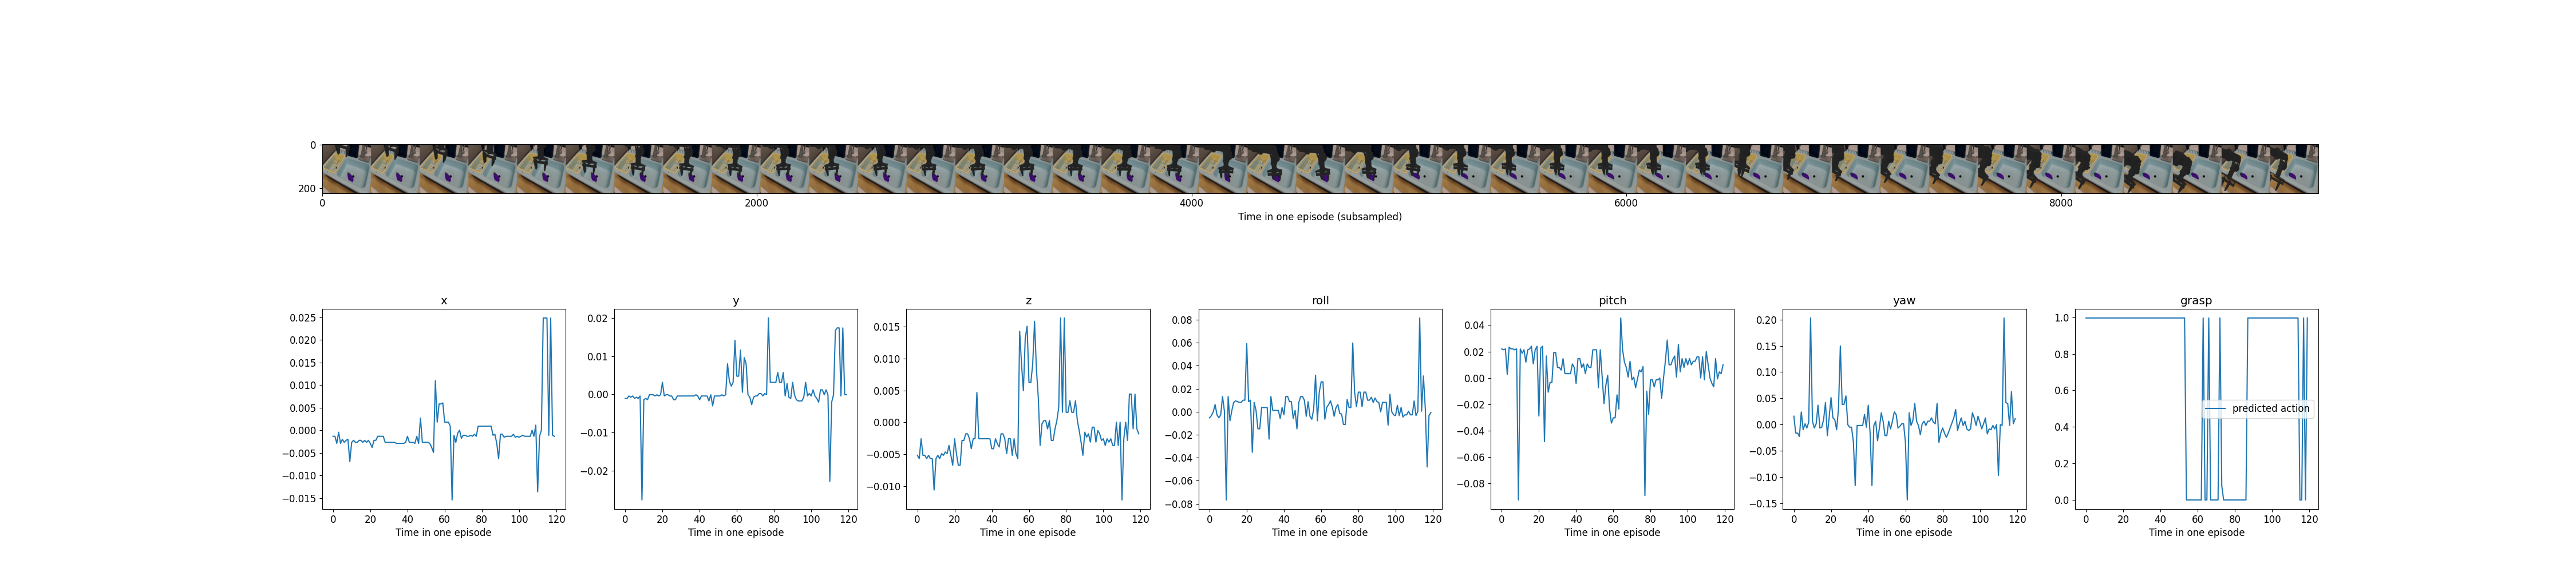 0
200
0 2000 4000 6000 8000
Time in one episode (subsampled)
x
0.025
0.020
0.015
0.010
0.005
0.000
−0.005
−0.010
−0.015
0 20 40 60 80 100 120
Time in one episode
y
0.02
0.01
0.00
−0.01
−0.02
0 20 40 60 80 100 120
Time in one episode
z
0.015
0.010
0.005
0.000
−0.005
−0.010
0 20 40 60 80 100 120
Time in one episode
roll
0.08
0.06
0.04
0.02
0.00
−0.02
−0.04
−0.06
−0.08
0 20 40 60 80 100 120
Time in one episode
pitch
0.04
0.02
0.00
−0.02
−0.04
−0.06
−0.08
0 20 40 60 80 100 120
Time in one episode
yaw
0.20
0.15
0.10
0.05
0.00
−0.05
−0.10
−0.15
0 20 40 60 80 100 120
Time in one episode
grasp
1.0
0.8
0.6
0.4
0.2
0.0
predicted action
0 20 40 60 80 100 120
Time in one episode